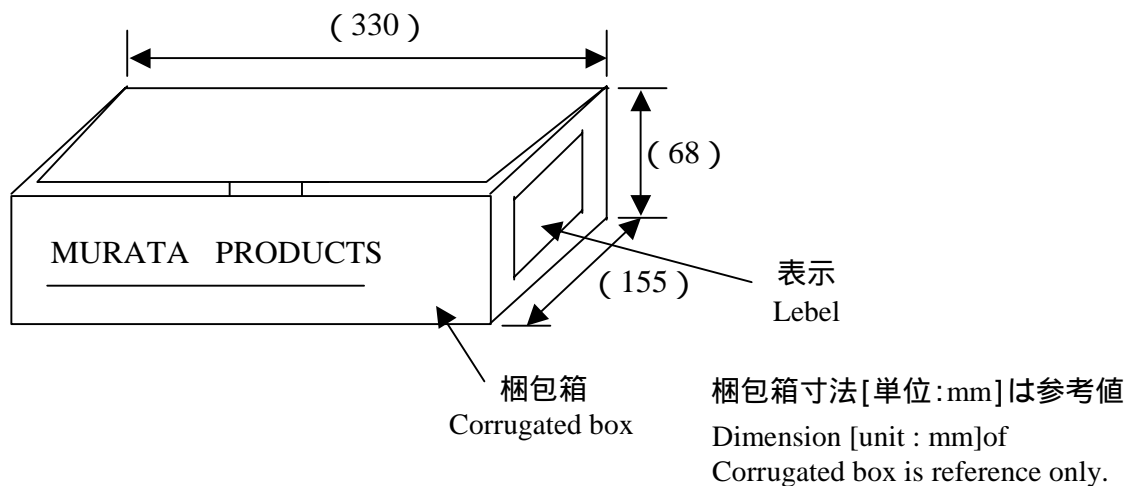 ( 330 )
( 68 )
MURATA PRODUCTS
( 155 )
表示
Lebel
梱包箱
Corrugated box
梱包箱寸法[単位:mm]は参考値
Dimension [unit : mm]of
Corrugated box is reference only.